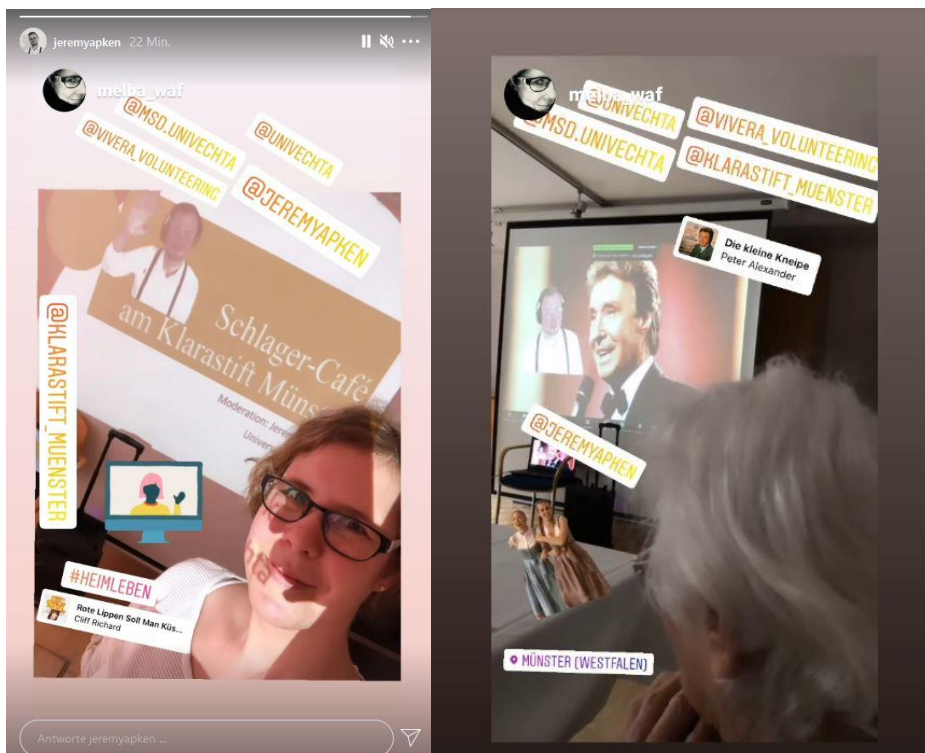 jeremyapken 22 Min.
melba_waf
@MSD.UNIVECHTA
@UNIVECHTA
@VIVERA_VOLUNTEERING
@JEREMYAPKEN
Schlager-Café
am Klarastift Müns
Moderation: Jere
Univer
@KLARASTIFT_MUENSTER
#HEIMLEBEN
Rote Lippen Soll Man Küs...
Cliff Richard
Antworte jeremyapken ...
melba_waf
@UNIVECHTA
@VIVERA_VOLUNTEERING
@MSD.UNIVECHTA
@KLARASTIFT_MUENSTER
Die kleine Kneipe
Peter Alexander
@JEREMYAPKEN
MÜNSTER (WESTFALEN)